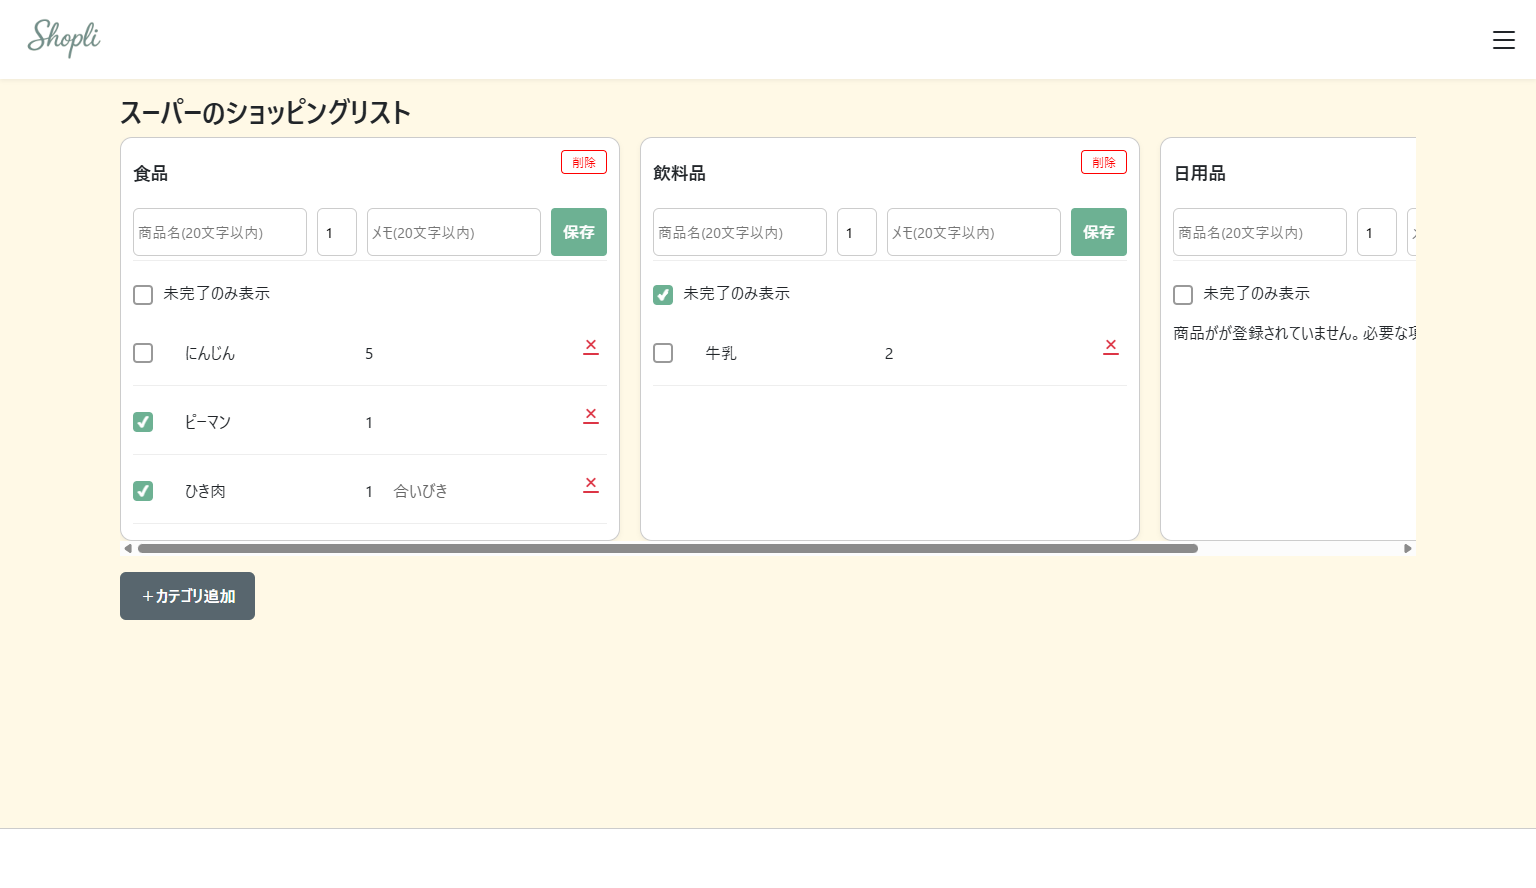 Shopli
スーパーのショッピングリスト
食品
削除
商品名(20文字以内) 1 メモ(20文字以内) 保存
未完了のみ表示
にんじん 5 ×
ピーマン 1 ×
ひき肉 1 合いびき ×
飲料品
削除
商品名(20文字以内) 1 メモ(20文字以内) 保存
未完了のみ表示
牛乳 2 ×
日用品
商品名(20文字以内) 1
未完了のみ表示
商品がが登録されていません。必要な
＋カテゴリ追加